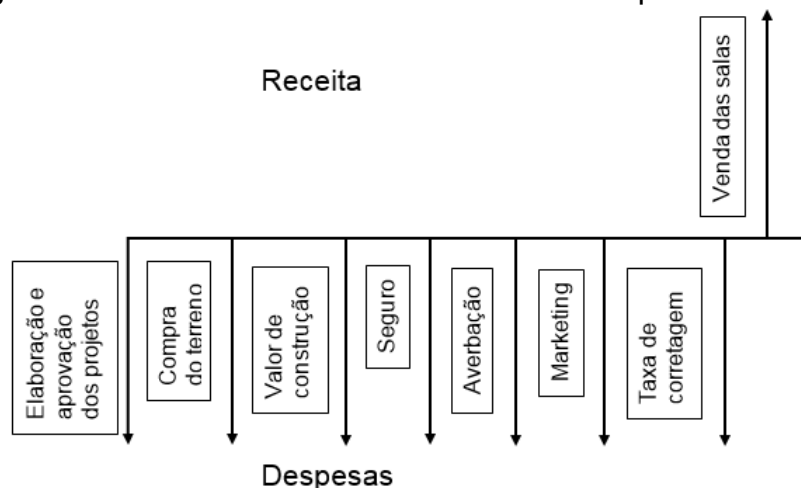 Receita
Venda das salas
Elaboração e
aprovação
dos projetos
Compra
do terreno
Valor de
construção
Seguro
Averbação
Marketing
Taxa de
corretagem
Despesas